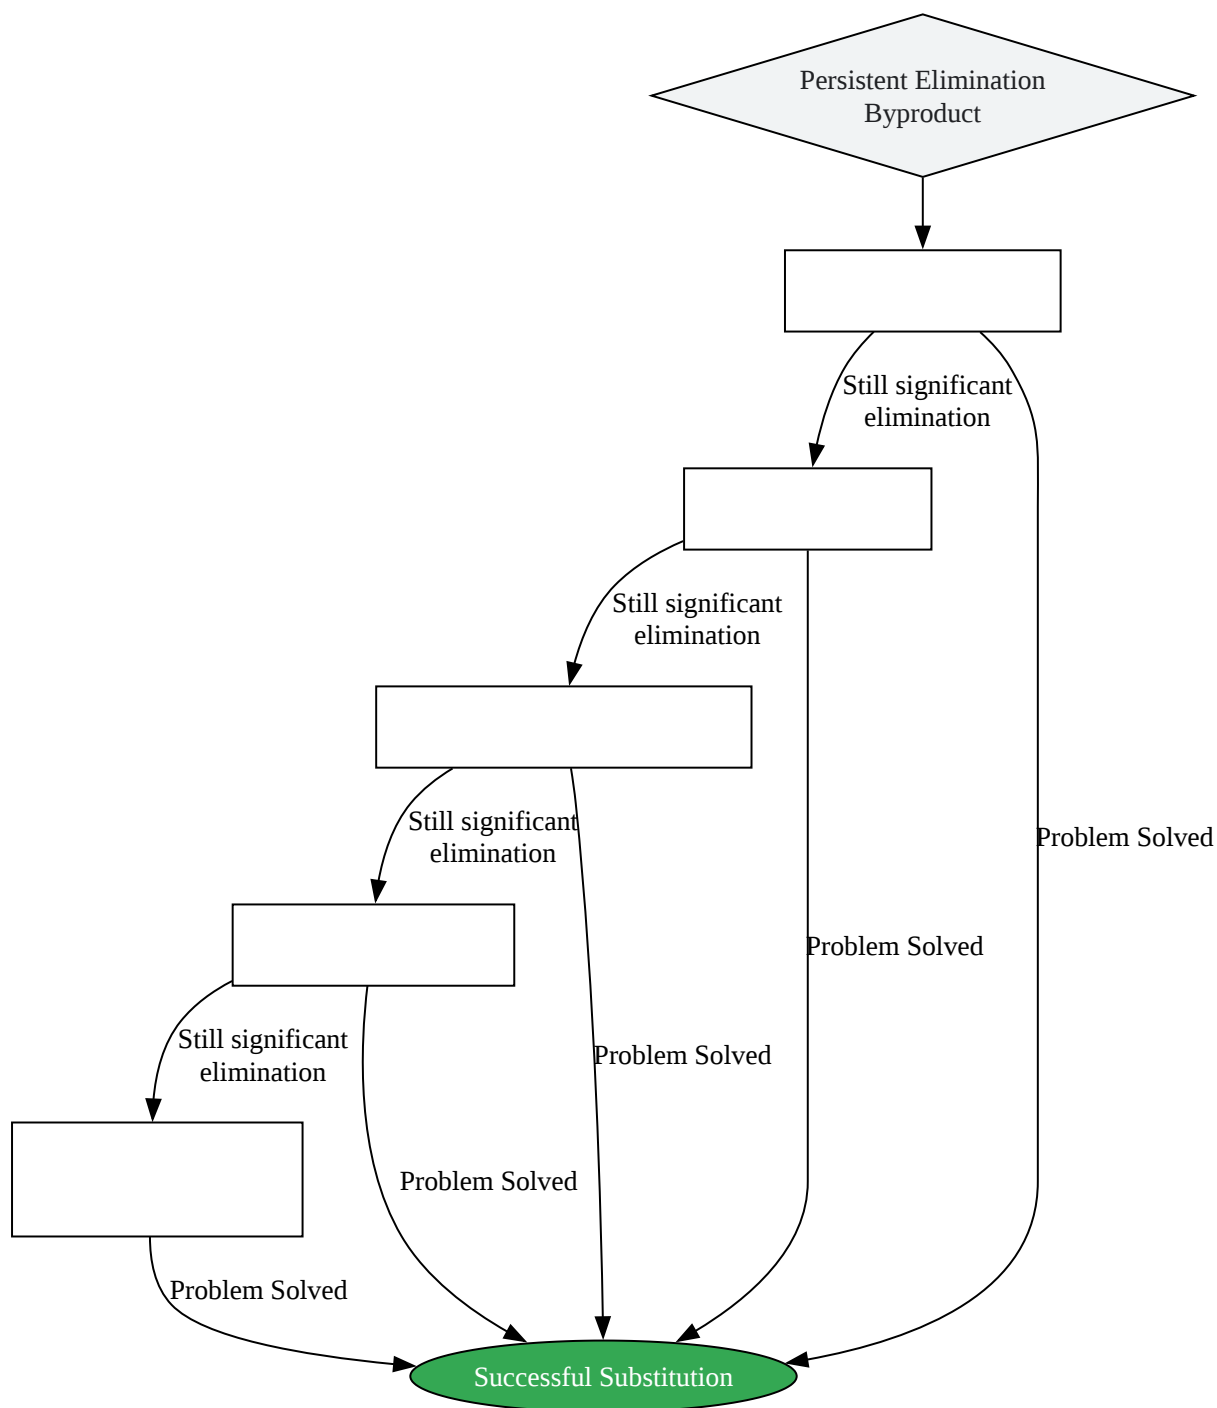 Persistent Elimination
Byproduct
Still significant
elimination
Still significant
elimination
Still significant
elimination
Problem Solved
Problem Solved
Still significant
elimination
Problem Solved
Problem Solved
Problem Solved
Successful Substitution